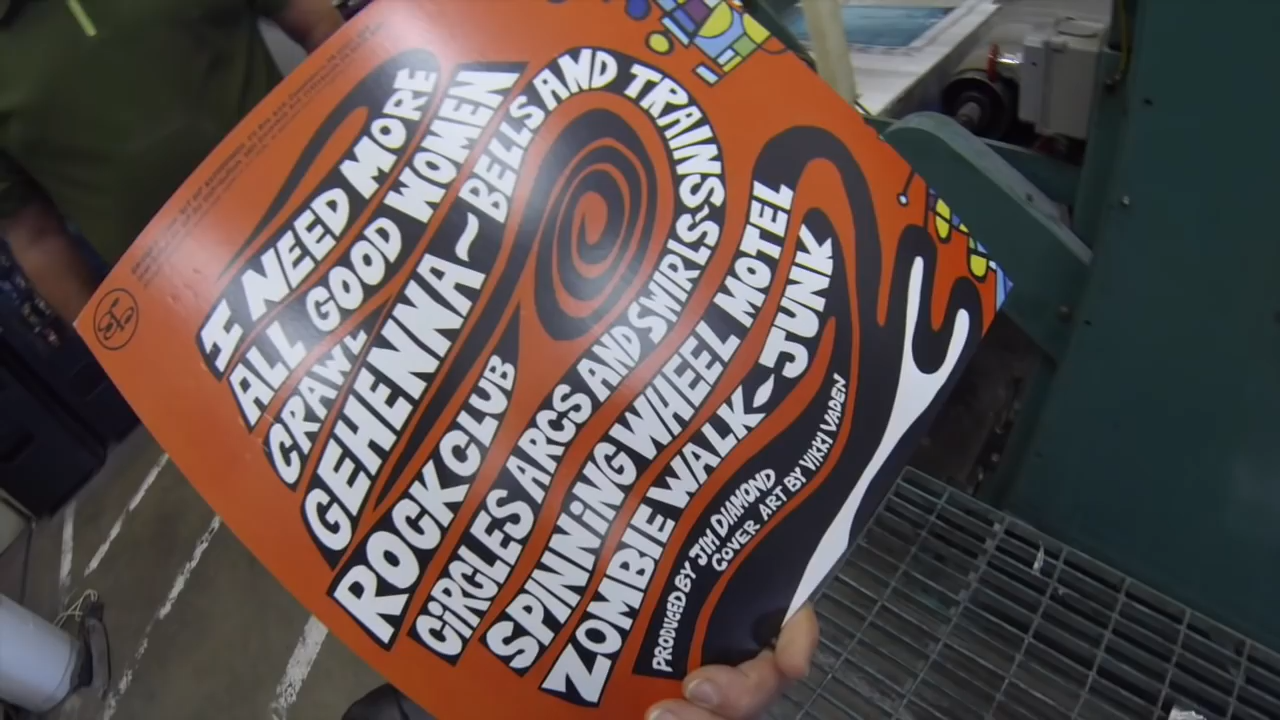 I NEED MORE
ALL GOOD WOMEN
CRAWL
GEHENNA~BELLS AND TRAINS~
ROCK CLUB
CIRCLES ARCS AND SWIRLS~
SPINNiNG WHEEL MOTEL
ZOMBIE WALK~JUNK
PRODUCED BY JIM DIAMOND
COVER ART BY VIKKI VADEN